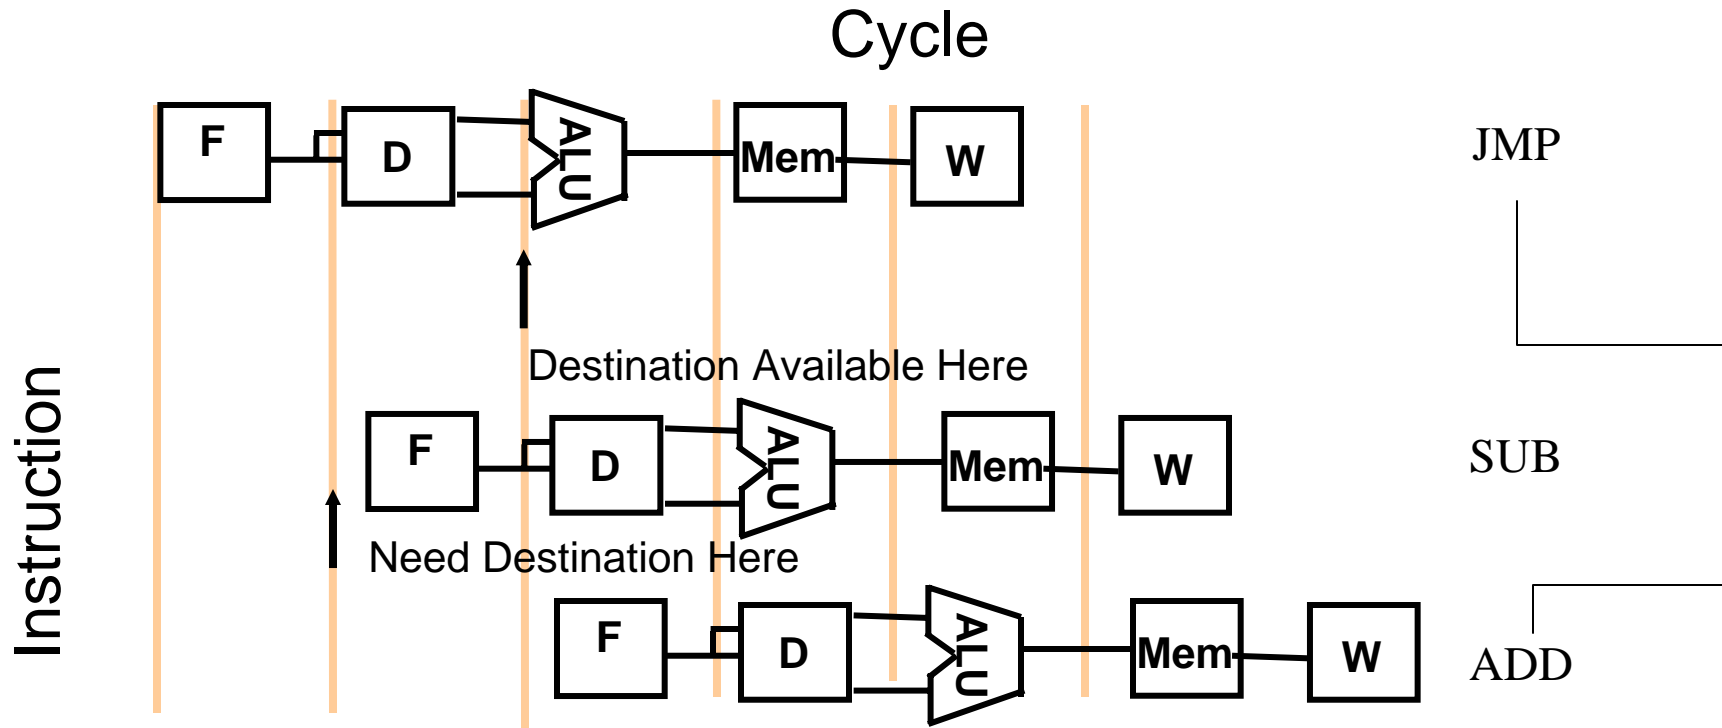 Cycle
F D ALU Mem W JMP
Destination Available Here
Instruction
F D ALU Mem W SUB
Need Destination Here
F D ALU Mem W ADD